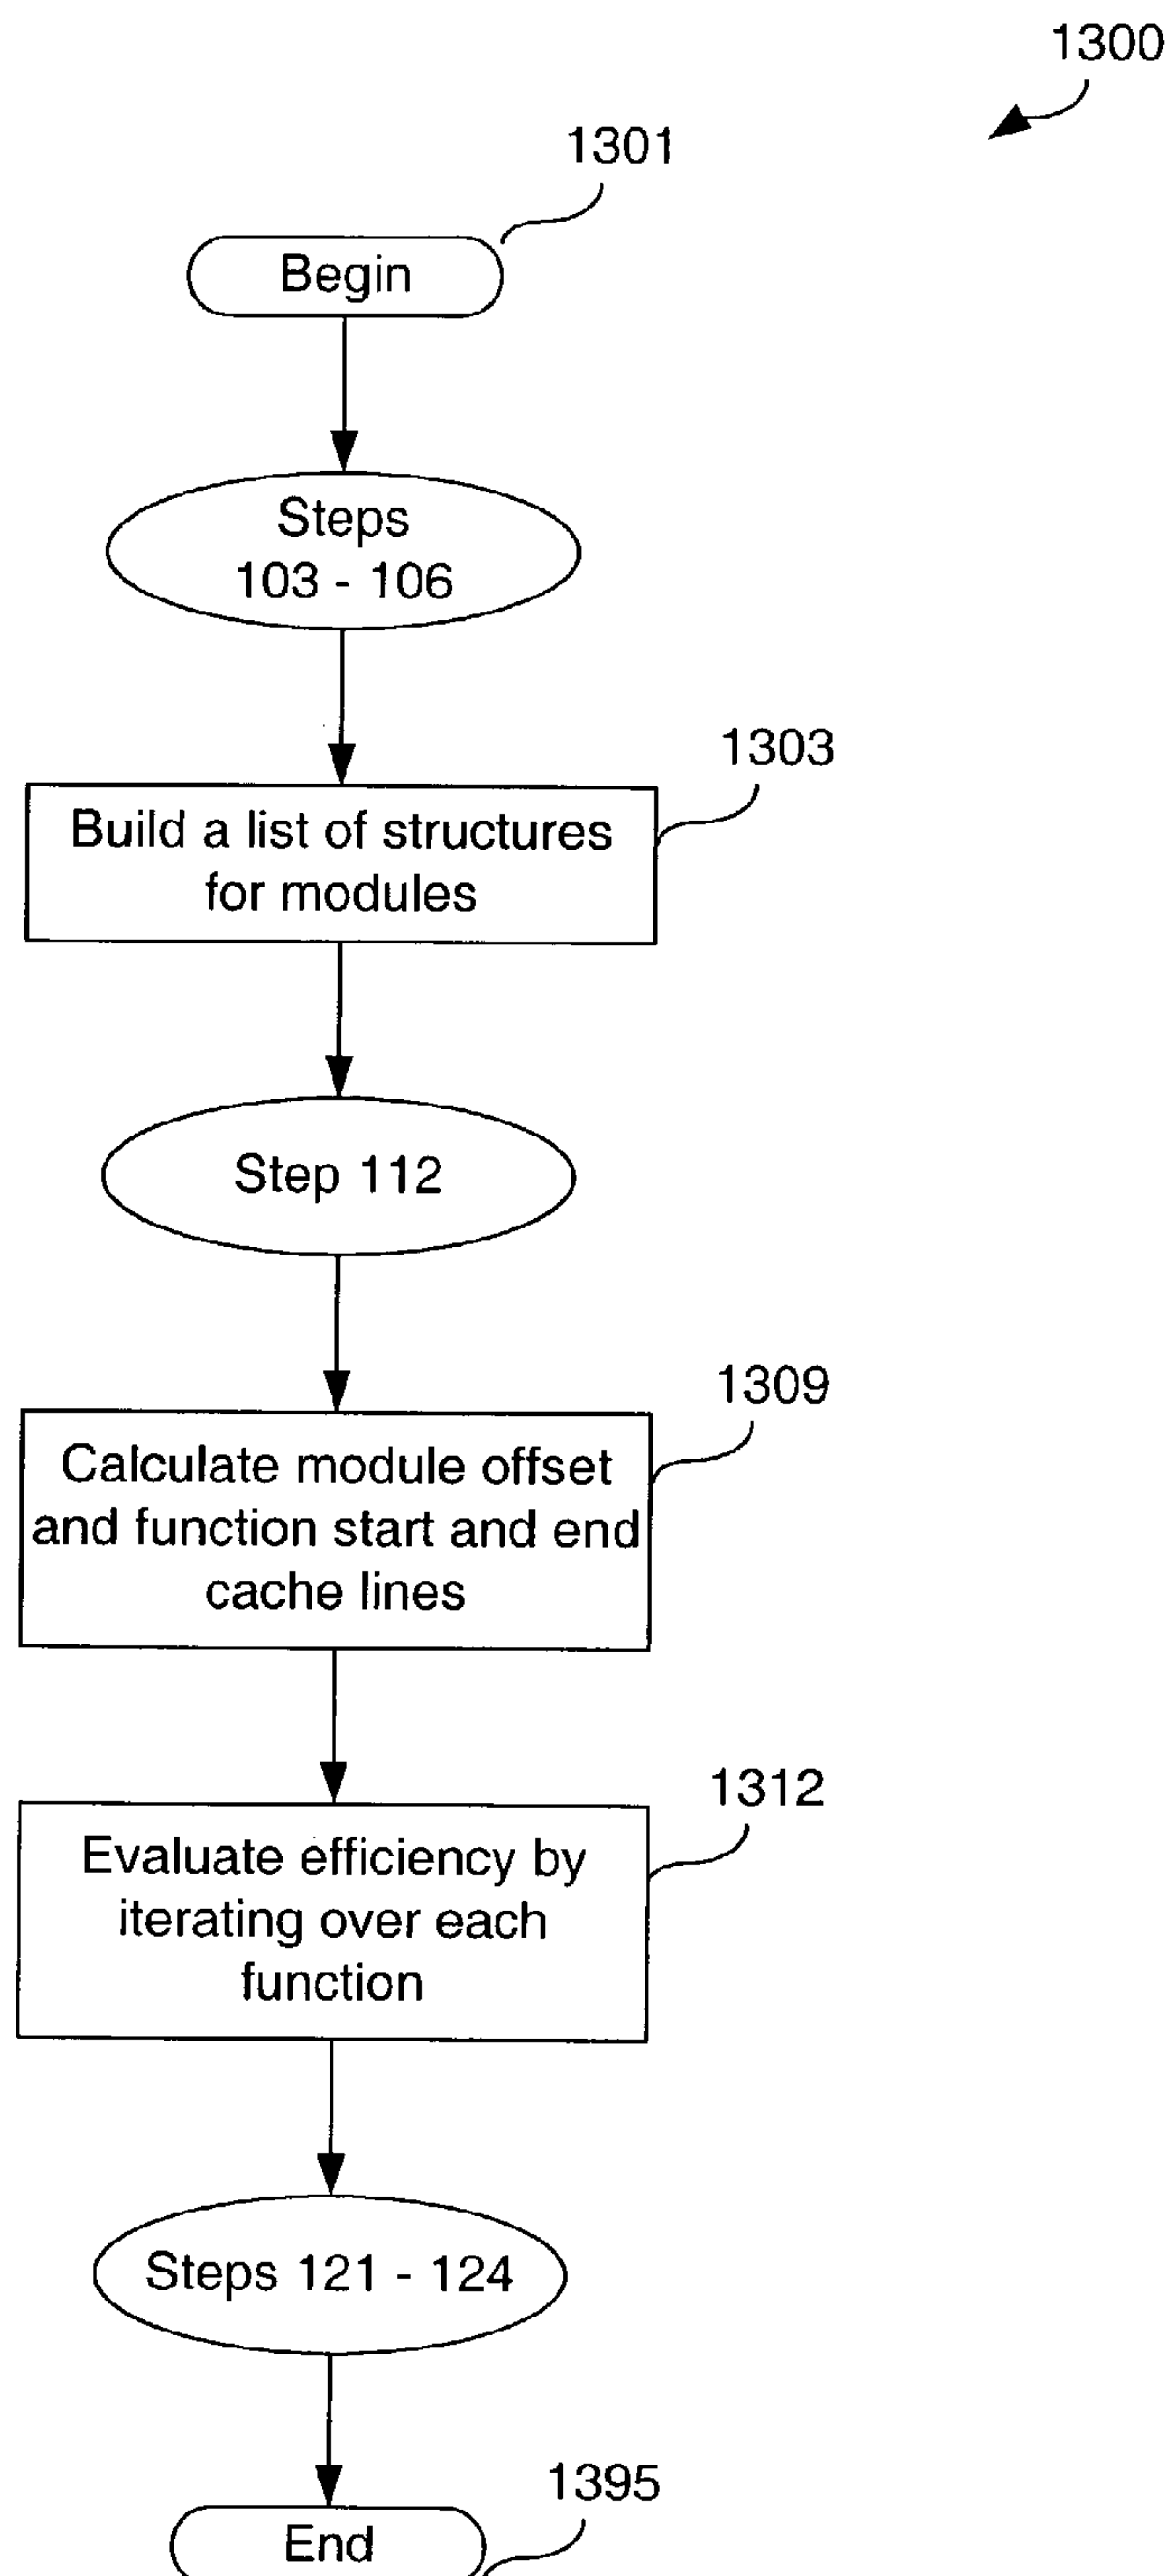 1300
1301
Begin
Steps
103 - 106
1303
Build a list of structures
for modules
Step 112
1309
Calculate module offset
and function start and end
cache lines
1312
Evaluate efficiency by
iterating over each
function
Steps 121 - 124
1395
End